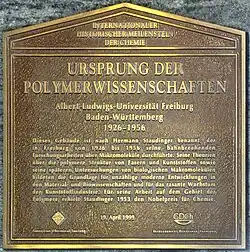 INTERNATIONALER
HISTORISCHER MEILENSTEIN
DER CHEMIE
URSPRUNG DER
POLYMERWISSENSCHAFTEN
Albert-Ludwigs-Universität Freiburg
Baden-Württemberg
1926-1956
Dieses Gebäude ist nach Hermann Staudinger benannt, der
in Freiburg von 1926 bis 1956 seine bahnbrechenden
Forschungsarbeiten über Makromoleküle durchführte. Seine Theorien
über die polymere Struktur von Fasern und Kunststoffen sowie
seine späteren Untersuchungen von biologischen Makromolekülen
bildeten die Grundlage für unzählige moderne Entwicklungen in
den Material- und Biowissenschaften und für das rasante Wachstum
der Kunststoffindustrie. Für seine Arbeit auf dem Gebiet der
Polymere erhielt Staudinger 1953 den Nobelpreis für Chemie.
19. April 1999
GDCh